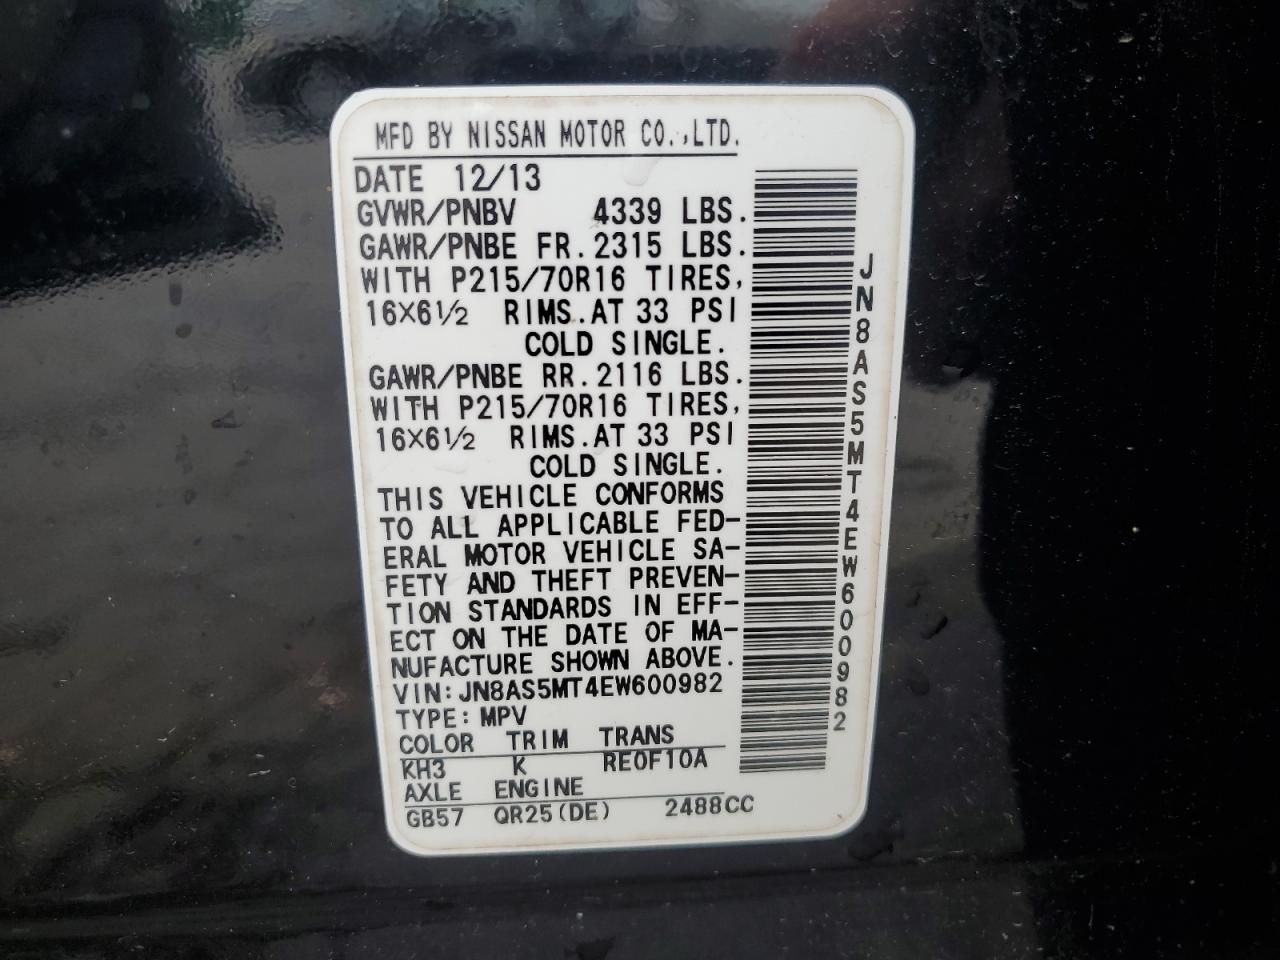 MFD BY NISSAN MOTOR CO.,LTD.
DATE 12/13
GVWR/PNBV 4339 LBS.
GAWR/PNBE FR. 2315 LBS.
WITH P215/70R16 TIRES,
16×6½ RIMS. AT 33 PSI
COLD SINGLE.
GAWR/PNBE RR. 2116 LBS.
WITH P215/70R16 TIRES,
16×6½ RIMS. AT 33 PSI
COLD SINGLE.
THIS VEHICLE CONFORMS
TO ALL APPLICABLE FED-
ERAL MOTOR VEHICLE SA-
FETY AND THEFT PREVEN-
TION STANDARDS IN EFF-
ECT ON THE DATE OF MA-
NUFACTURE SHOWN ABOVE.
VIN: JN8AS5MT4EW600982
TYPE: MPV
COLOR TRIM TRANS
KH3 K RE0F10A
AXLE ENGINE
GB57 QR25(DE) 2488CC
JN8AS5MT4EW600982